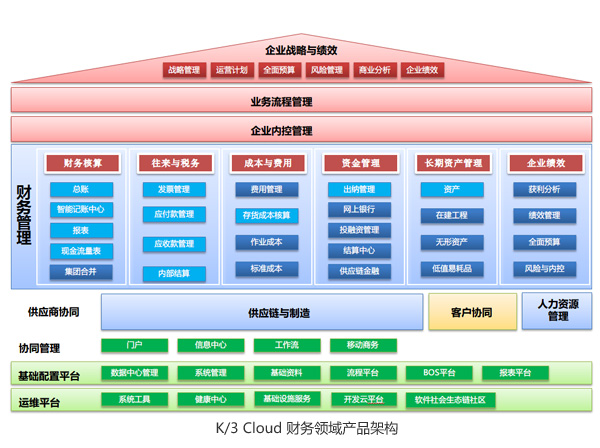 企业战略与绩效
战略管理 运营计划 全面预算 风险管理 商业分析 企业绩效
业务流程管理
企业内控管理
财务管理
财务核算 往来与税务 成本与费用 资金管理 长期资产管理 企业绩效
总账 发票管理 费用管理 出纳管理 资产 获利分析
智能记账中心 应付款管理 存货成本核算 网上银行 在建工程 绩效管理
报表 应收款管理 作业成本 投融资管理 无形资产 全面预算
现金流量表 内部结算 标准成本 结算中心 低值易耗品 风险与内控
集团合并 供应链金融
供应商协同 供应链与制造 客户协同 人力资源
管理
协同管理 门户 信息中心 工作流 移动商务
基础配置平台 数据中心管理 系统管理 基础资料 流程平台 BOS平台 报表平台
运维平台 系统工具 健康中心 基础设施服务 开发云平台 软件社会生态链社区
K/3 Cloud 财务领域产品架构